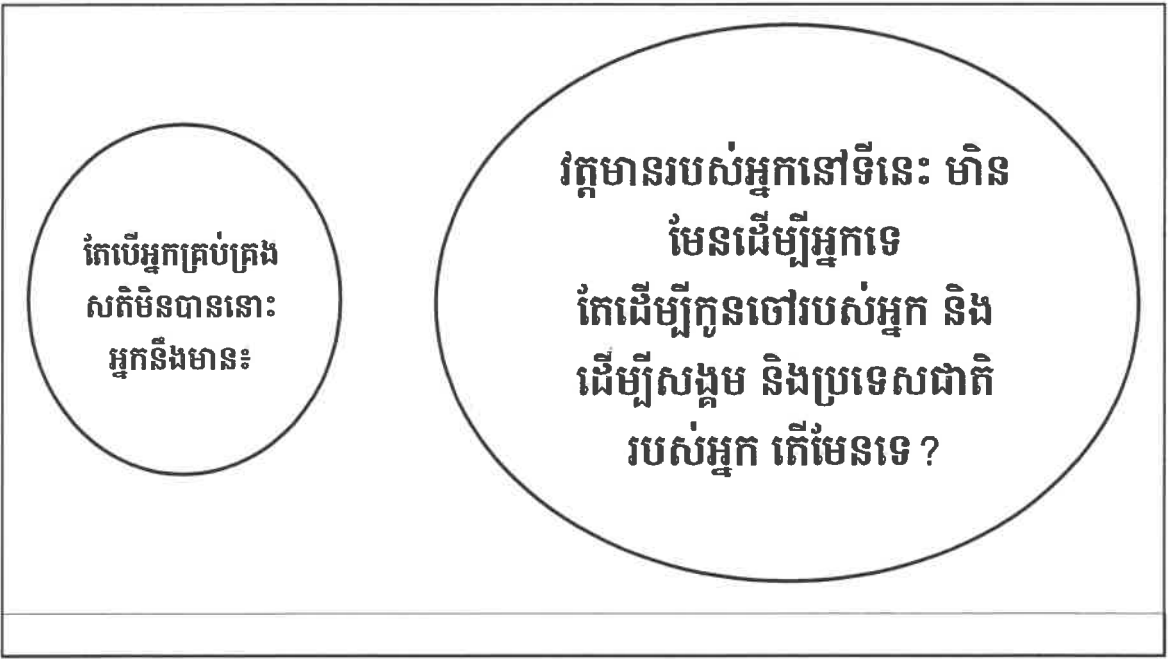 តែបើអ្នកគ្រប់គ្រង
សតិមិនបាននោះ
អ្នកនឹងមាន៖
វត្តមានរបស់អ្នកនៅទីនេះ មិន
មែនដើម្បីអ្នកទេ
តែដើម្បីកូនចៅរបស់អ្នក និង
ដើម្បីសង្គម និងប្រទេសជាតិ
របស់អ្នក តើមែនទេ?